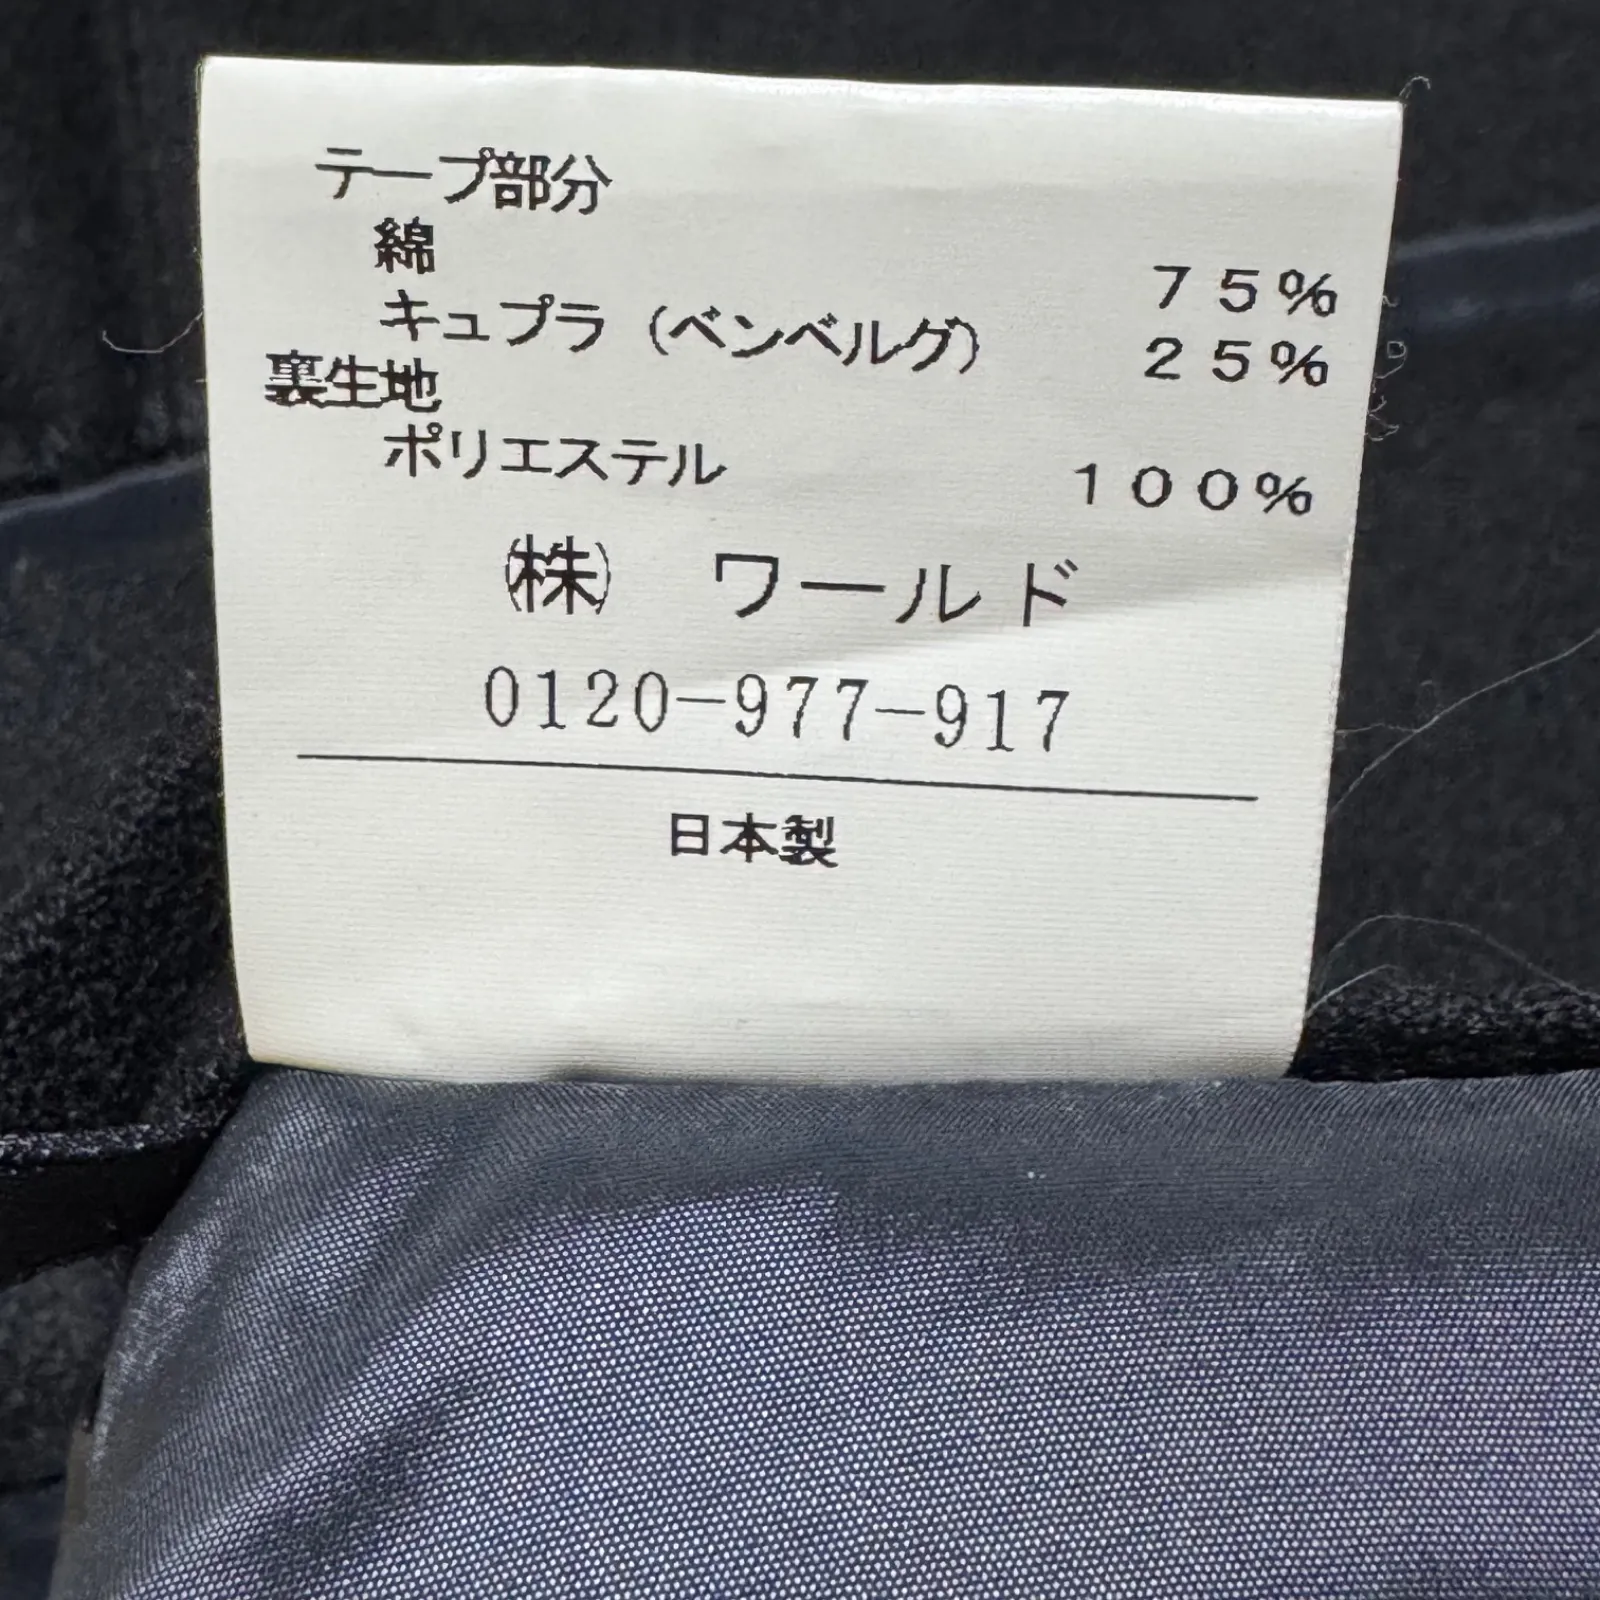 テープ部分
綿 75%
キュプラ(ベンベルグ) 25%
裏生地
ポリエステル 100%
㈱ ワールド
0120-977-917
日本製